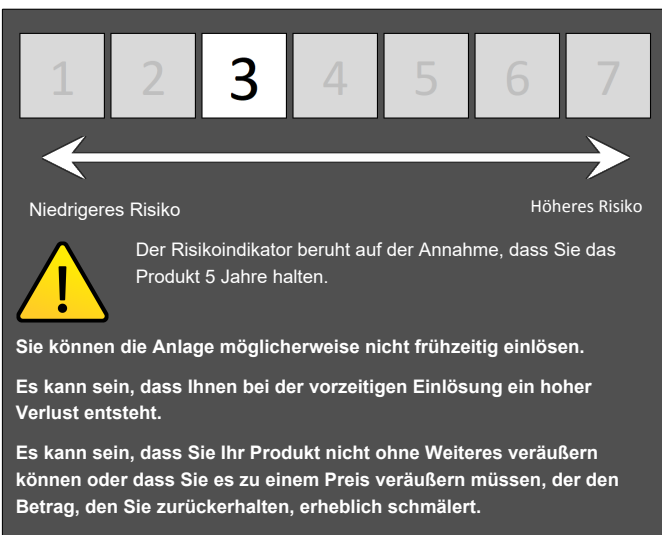 1 2 3 4 5 6 7
Niedrigeres Risiko Höheres Risiko
!
Der Risikoindikator beruht auf der Annahme, dass Sie das
Produkt 5 Jahre halten.
Sie können die Anlage möglicherweise nicht frühzeitig einlösen.
Es kann sein, dass Ihnen bei der vorzeitigen Einlösung ein hoher
Verlust entsteht.
Es kann sein, dass Sie Ihr Produkt nicht ohne Weiteres veräußern
können oder dass Sie es zu einem Preis veräußern müssen, der den
Betrag, den Sie zurückerhalten, erheblich schmälert.